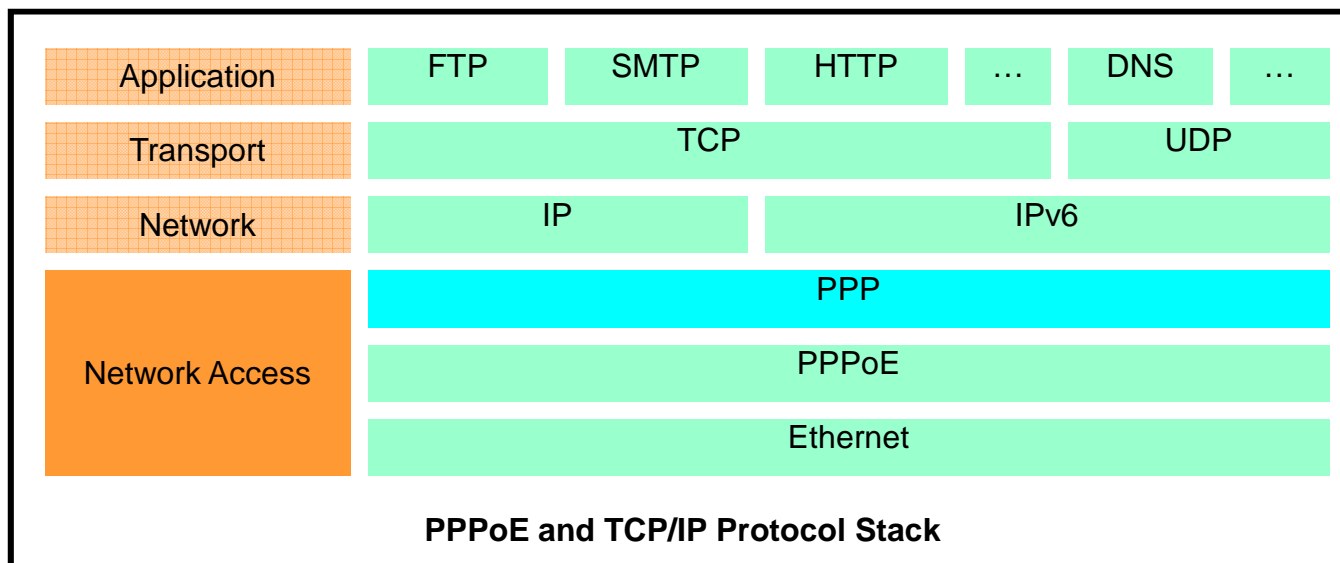 Application FTP SMTP HTTP … DNS …
Transport TCP UDP
Network IP IPv6
Network Access PPP
PPPoE
Ethernet
PPPoE and TCP/IP Protocol Stack